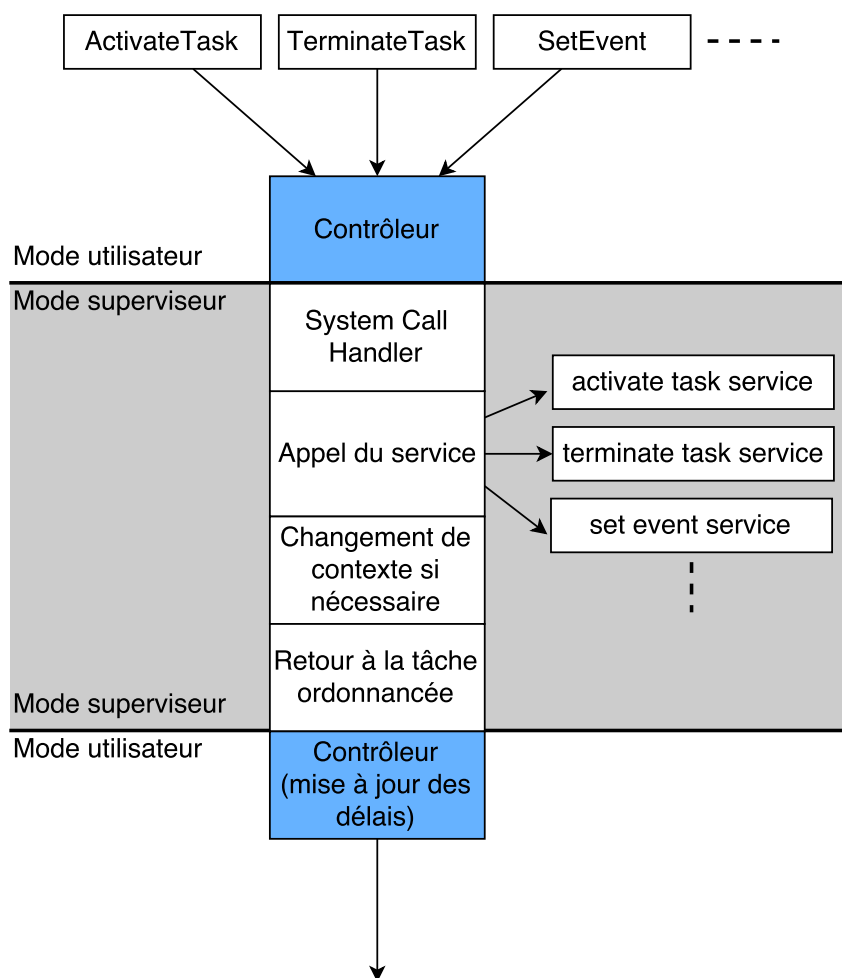 ActivateTask
TerminateTask
SetEvent
Contrôleur
Mode utilisateur
Mode superviseur
System Call
Handler
activate task service
Appel du service
terminate task service
set event service
Changement de
contexte si
nécessaire
Retour à la tâche
ordonnancée
Mode superviseur
Mode utilisateur
Contrôleur
(mise à jour des
délais)